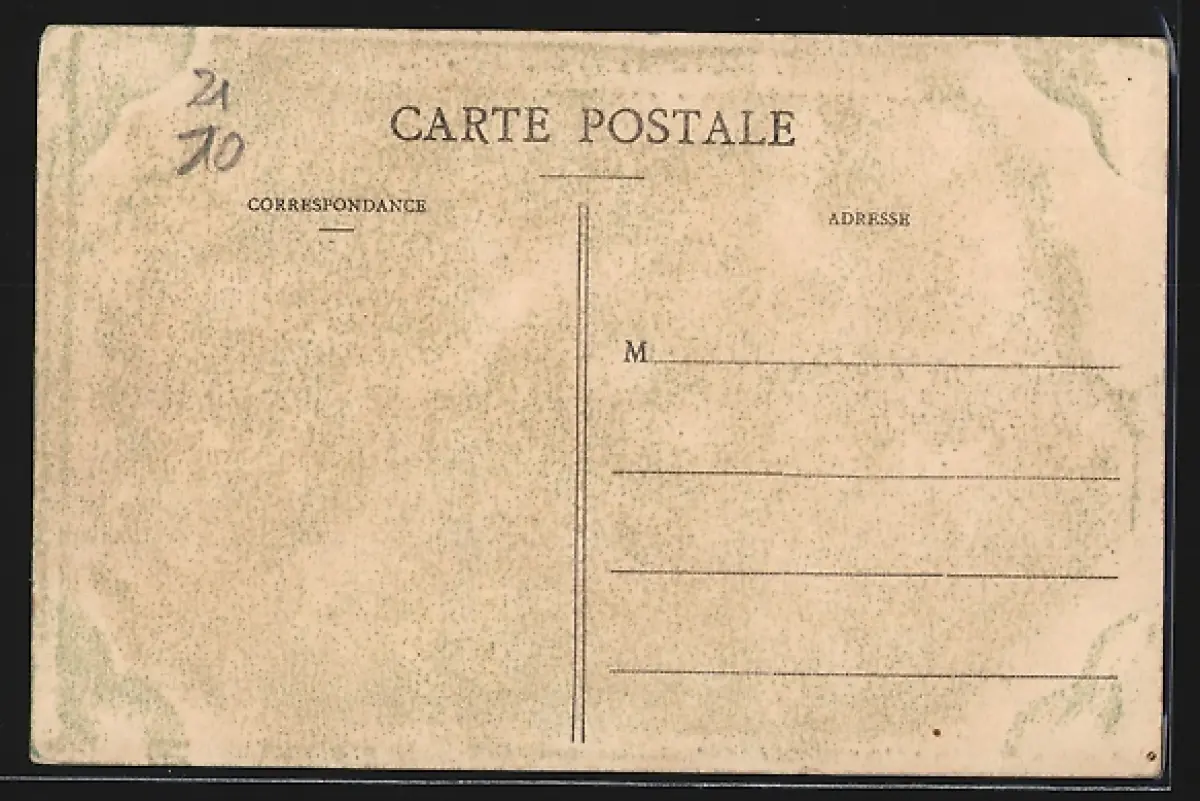 21
10
CARTE POSTALE
CORRESPONDANCE
ADRESSE
M